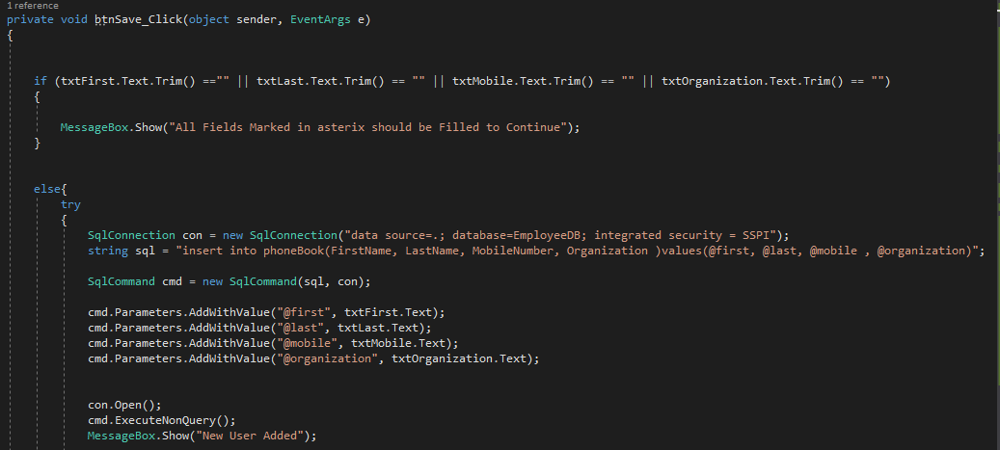 1 reference
private void btnSave_Click(object sender, EventArgs e)
{
if (txtFirst.Text.Trim() =="" || txtLast.Text.Trim() == "" || txtMobile.Text.Trim() == "" || txtOrganization.Text.Trim() == "")
{
MessageBox.Show("All Fields Marked in asterix should be Filled to Continue");
}
else{
try
{
SqlConnection con = new SqlConnection("data source=.; database=EmployeeDB; integrated security = SSPI");
string sql = "insert into phoneBook(FirstName, LastName, MobileNumber, Organization )values(@first, @last, @mobile , @organization)";
SqlCommand cmd = new SqlCommand(sql, con);
cmd.Parameters.AddWithValue("@first", txtFirst.Text);
cmd.Parameters.AddWithValue("@last", txtLast.Text);
cmd.Parameters.AddWithValue("@mobile", txtMobile.Text);
cmd.Parameters.AddWithValue("@organization", txtOrganization.Text);
con.Open();
cmd.ExecuteNonQuery();
MessageBox.Show("New User Added");